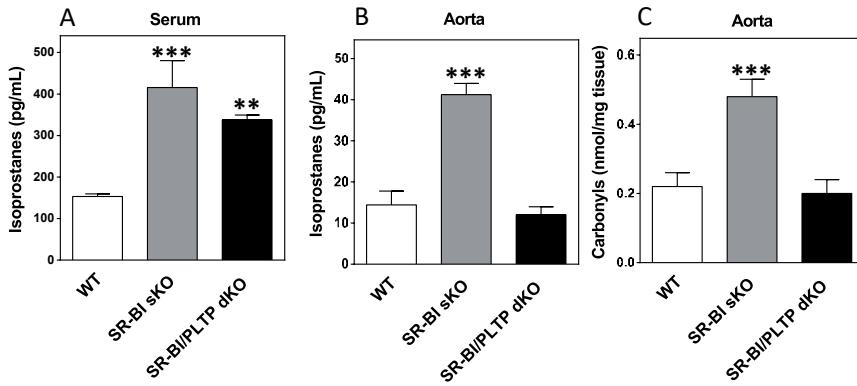 A
Serum
Isoprostanes (pg/mL)
500
400
300
200
100
0
***
**
WT
SR-BI sKO
SR-BI/PLTP dKO
B
Aorta
Isoprostanes (pg/mL)
50
40
30
20
10
0
***
WT
SR-BI sKO
SR-BI/PLTP dKO
C
Aorta
Carbonyls (nmol/mg tissue)
0.6
0.4
0.2
0.0
***
WT
SR-BI sKO
SR-BI/PLTP dKO